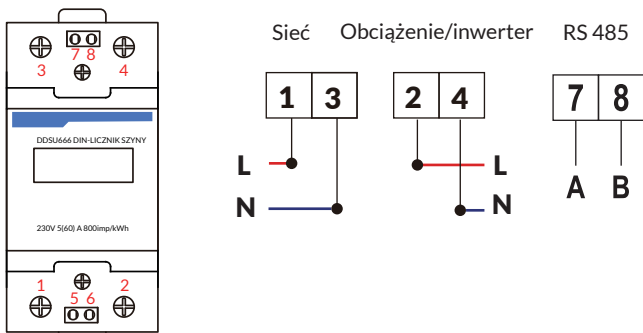 7 8
3 4
DDSU666 DIN-LICZNIK SZYNY
230V 5(60) A 800imp/kWh
1 2
5 6
Sieć Obciążenie/inwerter RS 485
1 3 2 4 7 8
L L
N N
A B